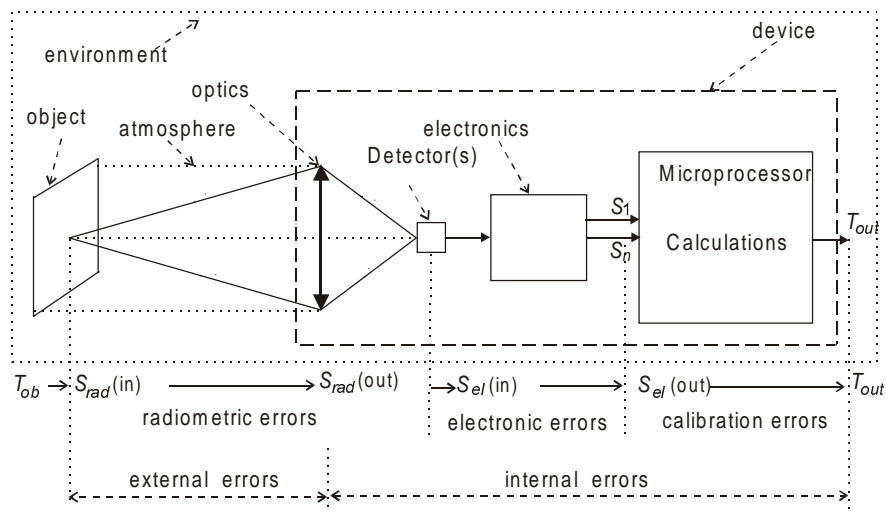 device
environment
optics
object
atmosphere
electronics
Detector(s)
Microprocessor
S1
Tout
Calculations
Sn
Tob Srad (in) Srad (out) Sel (in) Sel (out) Tout
radiometric errors electronic errors calibration errors
external errors internal errors